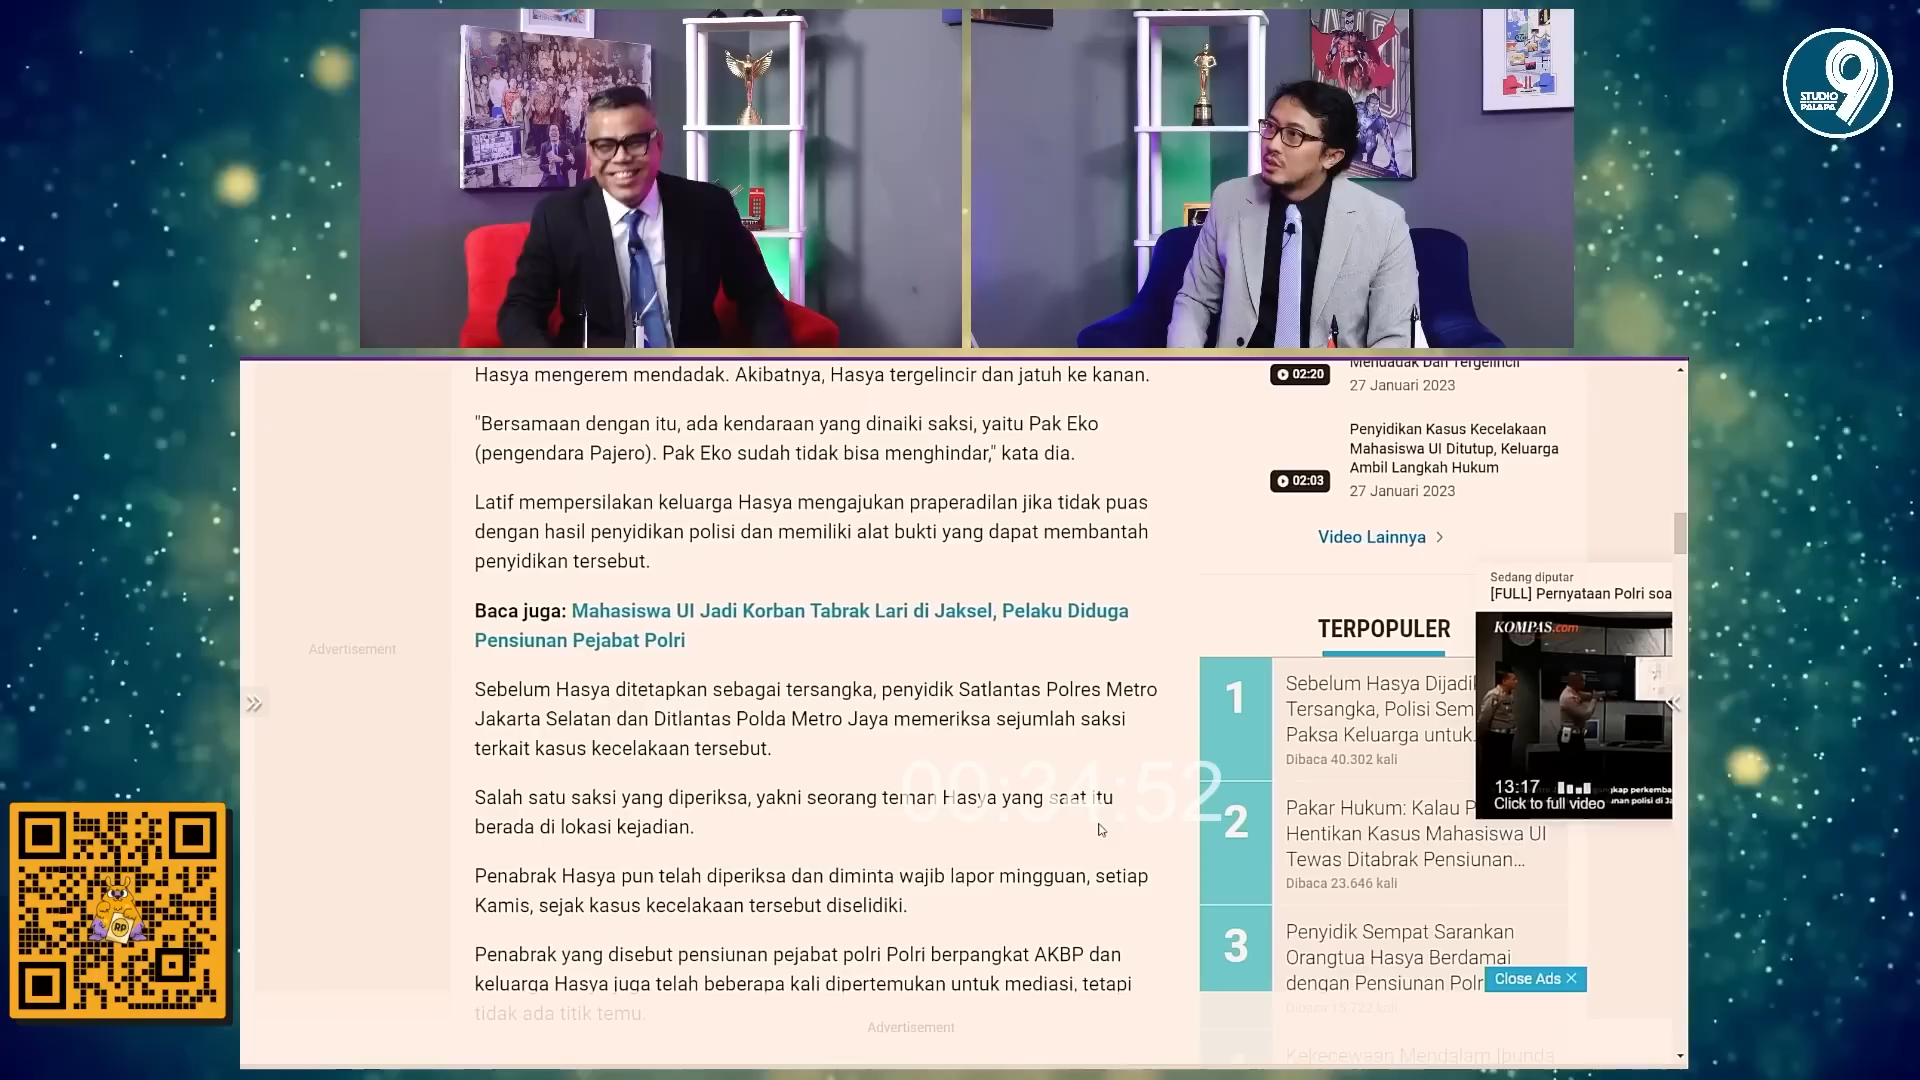 STUDIO
PALAPA
9
Hasya mengerem mendadak. Akibatnya, Hasya tergelincir dan jatuh ke kanan.
"Bersamaan dengan itu, ada kendaraan yang dinaiki saksi, yaitu Pak Eko
(pengendara Pajero). Pak Eko sudah tidak bisa menghindar," kata dia.
Latif mempersilakan keluarga Hasya mengajukan praperadilan jika tidak puas
dengan hasil penyidikan polisi dan memiliki alat bukti yang dapat membantah
penyidikan tersebut.
Baca juga: Mahasiswa UI Jadi Korban Tabrak Lari di Jaksel, Pelaku Diduga
Pensiunan Pejabat Polri
Sebelum Hasya ditetapkan sebagai tersangka, penyidik Satlantas Polres Metro
Jakarta Selatan dan Ditlantas Polda Metro Jaya memeriksa sejumlah saksi
terkait kasus kecelakaan tersebut.
Salah satu saksi yang diperiksa, yakni seorang teman Hasya yang saat itu
berada di lokasi kejadian.
Penabrak Hasya pun telah diperiksa dan diminta wajib lapor mingguan, setiap
Kamis, sejak kasus kecelakaan tersebut diselidiki.
Penabrak yang disebut pensiunan pejabat polri Polri berpangkat AKBP dan
keluarga Hasya juga telah beberapa kali dipertemukan untuk mediasi, tetapi
tidak ada titik temu.
Advertisement
Advertisement
00:34:52
Mendadak Dan Tergelincir
02:20
27 Januari 2023
Penyidikan Kasus Kecelakaan
Mahasiswa UI Ditutup, Keluarga
Ambil Langkah Hukum
02:03
27 Januari 2023
Video Lainnya
TERPOPULER
1
Sebelum Hasya Dijadi
Tersangka, Polisi Sem
Paksa Keluarga untuk...
Dibaca 40.302 kali
2
Pakar Hukum: Kalau P
Hentikan Kasus Mahasiswa UI
Tewas Ditabrak Pensiunan...
Dibaca 23.646 kali
3
Penyidik Sempat Sarankan
Orangtua Hasya Berdamai
dengan Pensiunan Polr
Dibaca 15.722 kali
Kekecewaan Mendalam Ibunda
Sedang diputar
[FULL] Pernyataan Polri soa
KOMPAS.com
13:17
Click to full video
Close Ads
RP